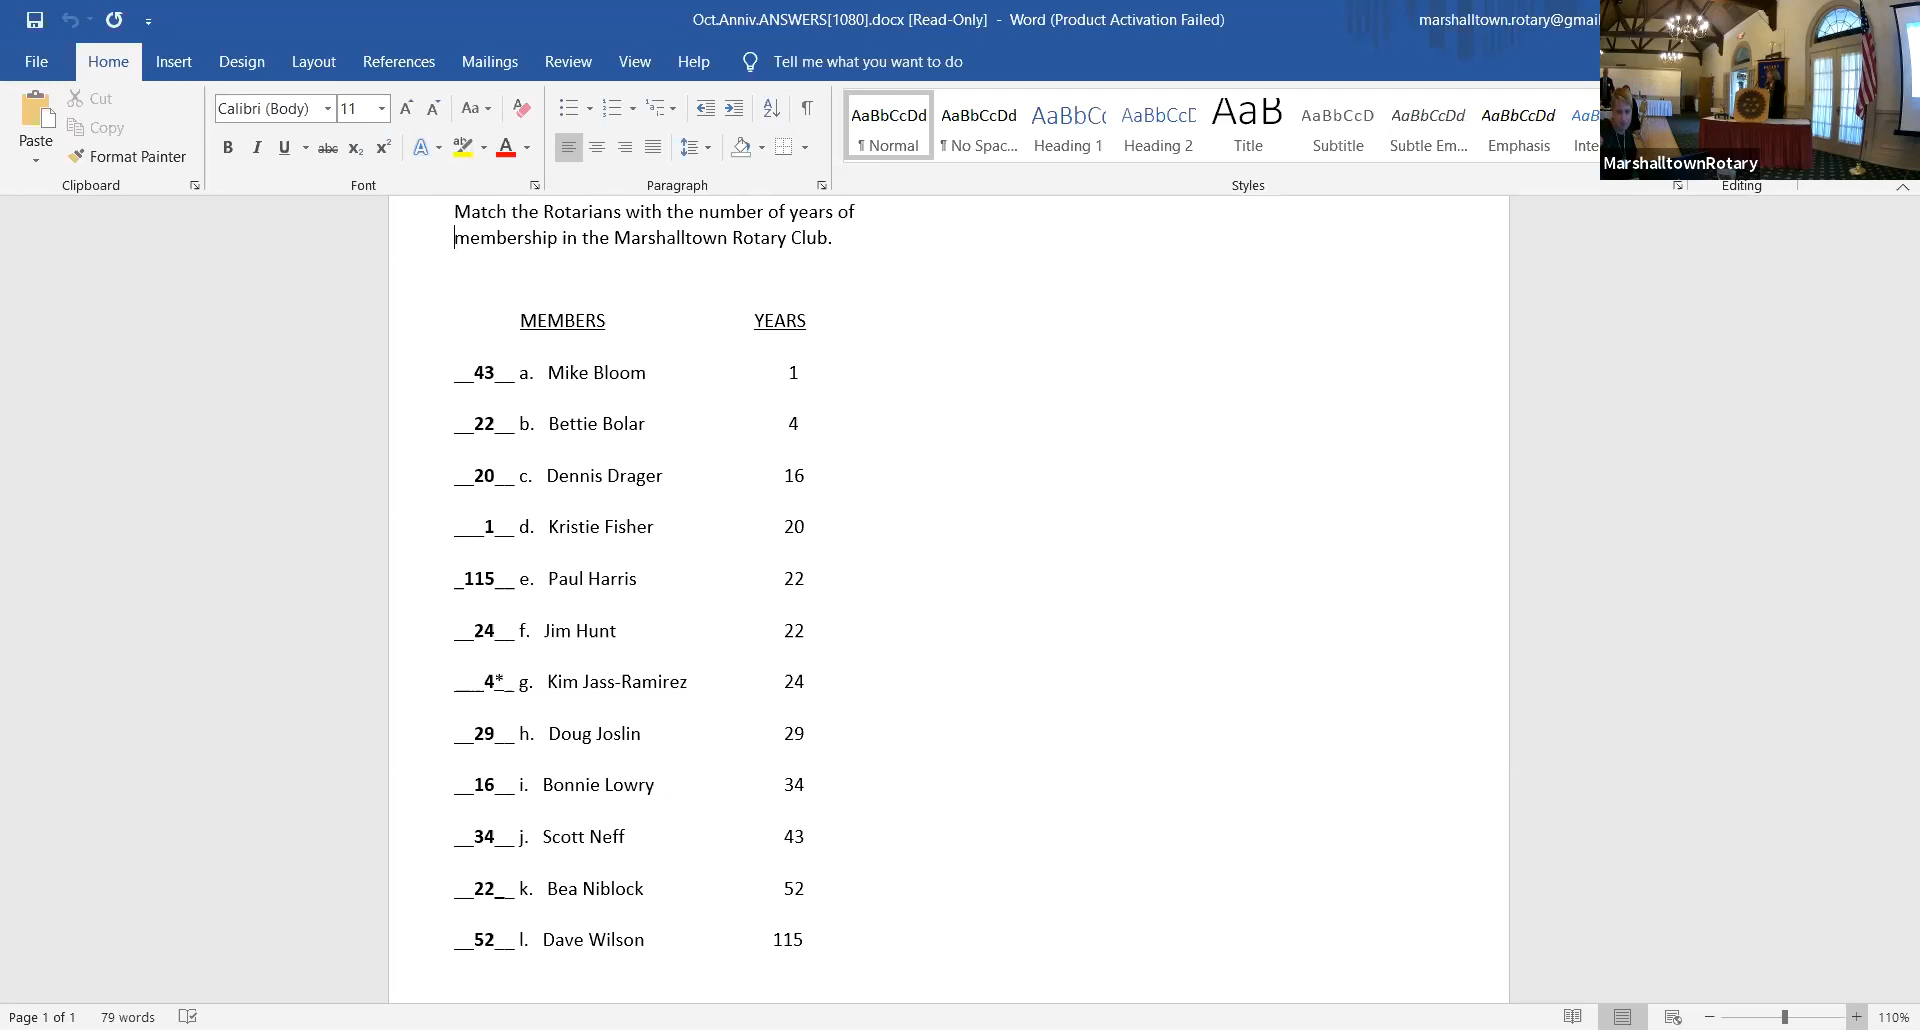 Oct.Anniv.ANSWERS[1080].docx [Read-Only] - Word (Product Activation Failed)
marshalltown.rotary@gmai
File Home Insert Design Layout References Mailings Review View Help Tell me what you want to do
Paste
Cut
Copy
Format Painter
Clipboard
Calibri (Body) 11
Font
Paragraph
AaBbCcDd AaBbCcDd AaBbCc AaBbCcD AaB AaBbCcD AaBbCcDd AaBbCcDd AaB
¶ Normal ¶ No Spac... Heading 1 Heading 2 Title Subtitle Subtle Em... Emphasis Inte
Styles
Editing
MarshalltownRotary
Match the Rotarians with the number of years of
membership in the Marshalltown Rotary Club.
MEMBERS YEARS
__43__ a. Mike Bloom 1
__22__ b. Bettie Bolar 4
__20__ c. Dennis Drager 16
___1__ d. Kristie Fisher 20
_115__ e. Paul Harris 22
__24__ f. Jim Hunt 22
___4*_ g. Kim Jass-Ramirez 24
__29__ h. Doug Joslin 29
__16__ i. Bonnie Lowry 34
__34__ j. Scott Neff 43
__22__ k. Bea Niblock 52
__52__ l. Dave Wilson 115
Page 1 of 1 79 words 110%